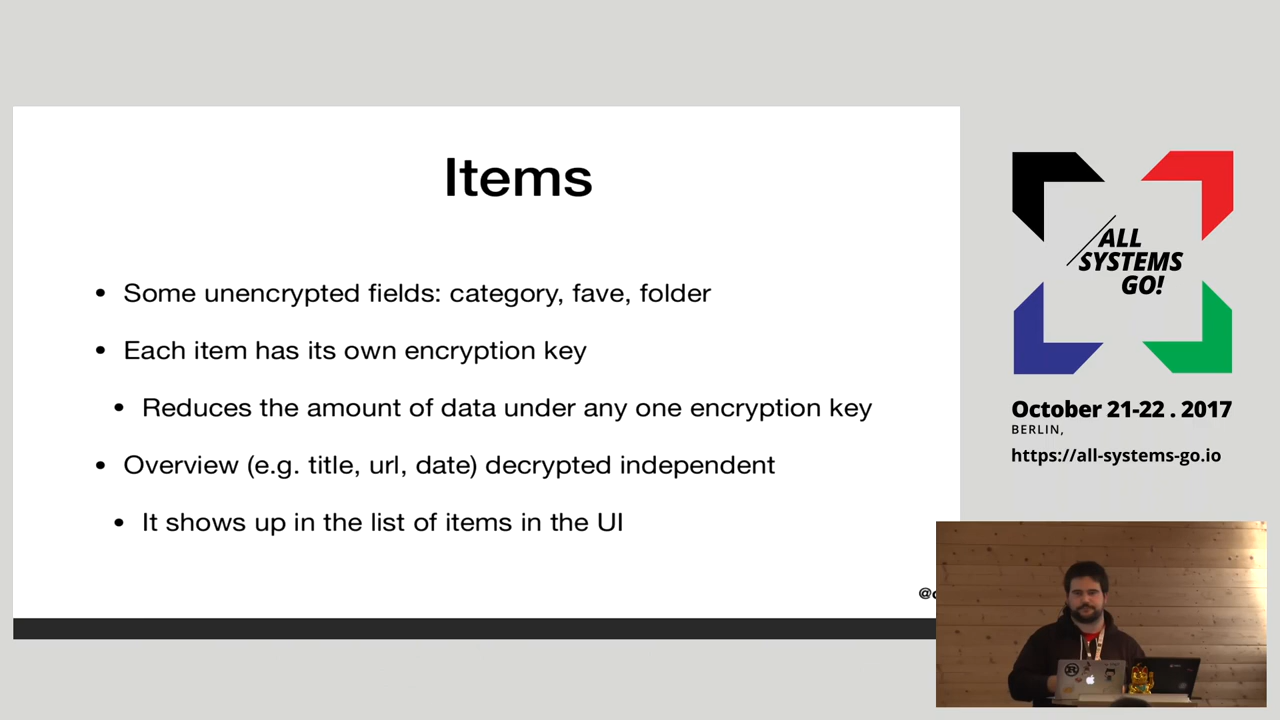 Items
• Some unencrypted fields: category, fave, folder
• Each item has its own encryption key
• Reduces the amount of data under any one encryption key
• Overview (e.g. title, url, date) decrypted independent
• It shows up in the list of items in the UI
ALL
SYSTEMS
GO!
October 21-22 . 2017
BERLIN,
https://all-systems-go.io